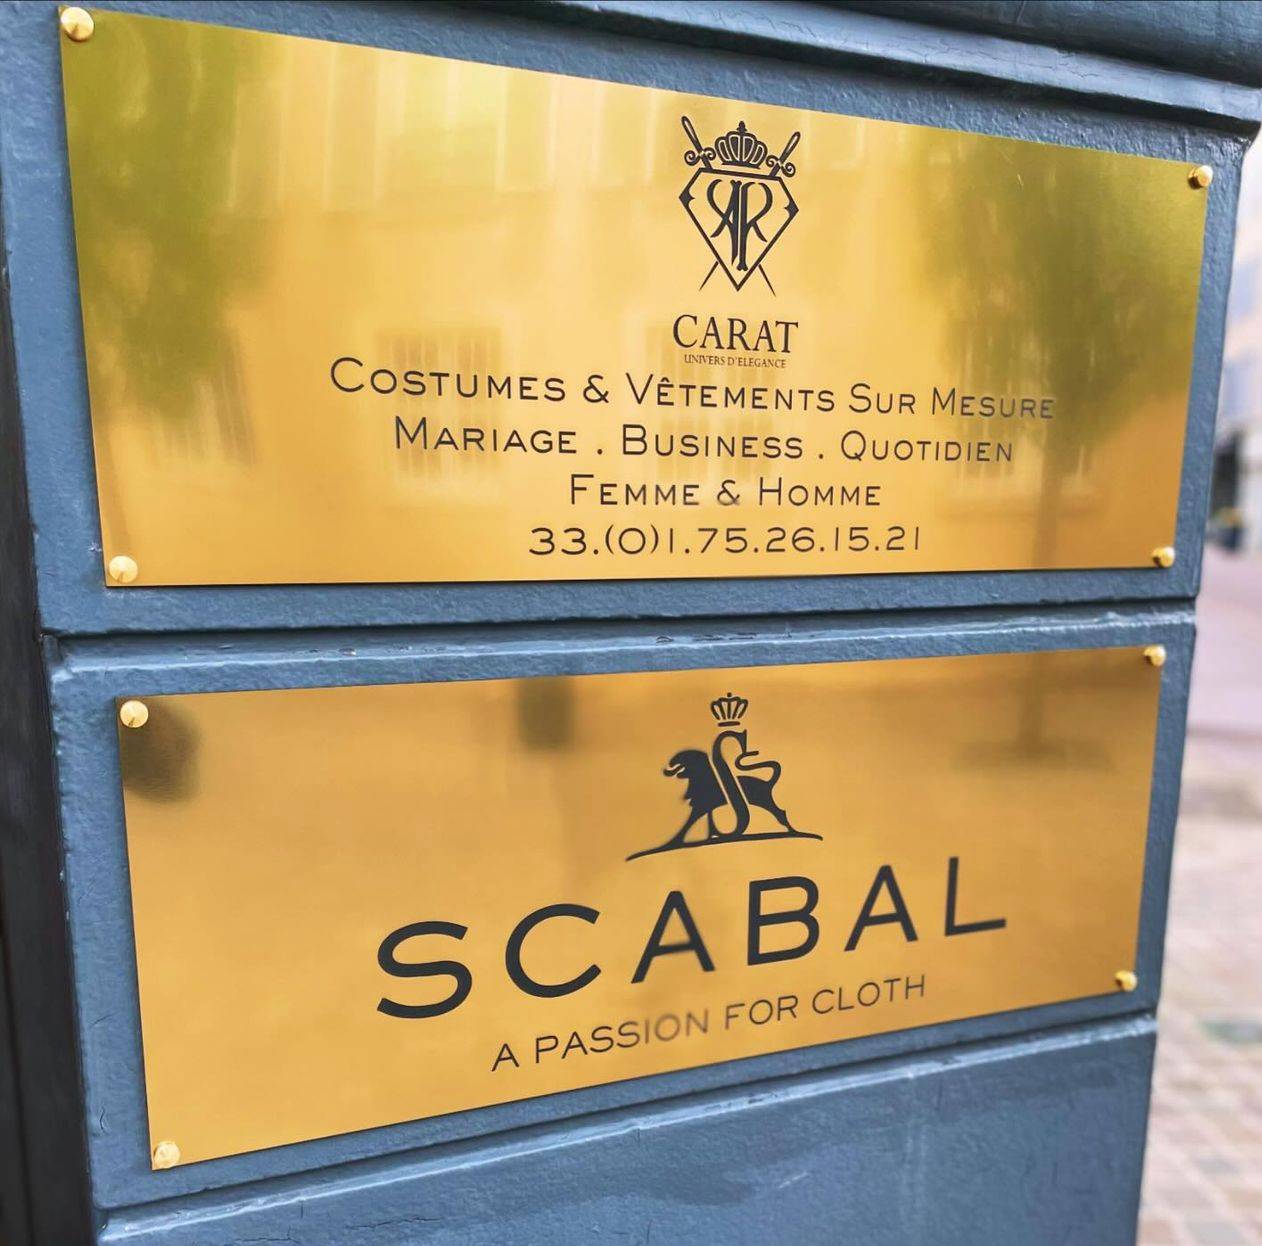 CARAT
UNIVERS D'ELEGANCE
COSTUMES & VÊTEMENTS SUR MESURE
MARIAGE . BUSINESS . QUOTIDIEN
FEMME & HOMME
33.(0)1.75.26.15.21
SCABAL
A PASSION FOR CLOTH